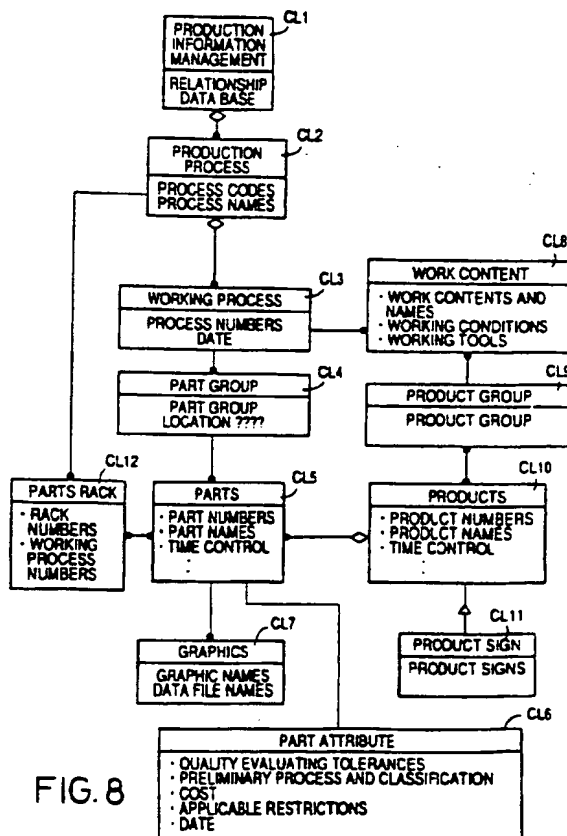 CL1
PRODUCTION
INFORMATION
MANAGEMENT
RELATIONSHIP
DATA BASE
CL2
PRODUCTION
PROCESS
PROCESS CODES
PROCESS NAMES
CL3
WORKING PROCESS
PROCESS NUMBERS
DATE
CL8
WORK CONTENT
· WORK CONTENTS AND
NAMES
· WORKING CONDITIONS
· WORKING TOOLS
CL4
PART GROUP
PART GROUP
LOCATION ????
CL9
PRODUCT GROUP
PRODUCT GROUP
CL12
PARTS RACK
· RACK
NUMBERS
· WORKING
PROCESS
NUMBERS
CL5
PARTS
· PART NUMBERS
· PART NAMES
· TIME CONTROL
:
CL10
PRODUCTS
· PRODUCT NUMBERS
· PRODUCT NAMES
· TIME CONTROL
:
CL7
GRAPHICS
GRAPHIC NAMES
DATA FILE NAMES
CL11
PRODUCT SIGN
PRODUCT SIGNS
CL6
PART ATTRIBUTE
· QUALITY EVALUATING TOLERANCES
· PRELIMINARY PROCESS AND CLASSIFICATION
· COST
· APPLICABLE RESTRICTIONS
· DATE
FIG. 8